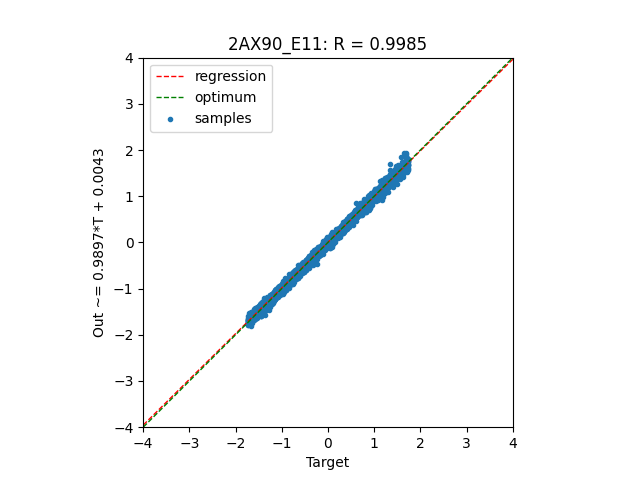 2AX90_E11: R = 0.9985
regression
optimum
samples
4
3
2
1
0
−1
−2
−3
−4
Out ~= 0.9897*T + 0.0043
−4 −3 −2 −1 0 1 2 3 4
Target